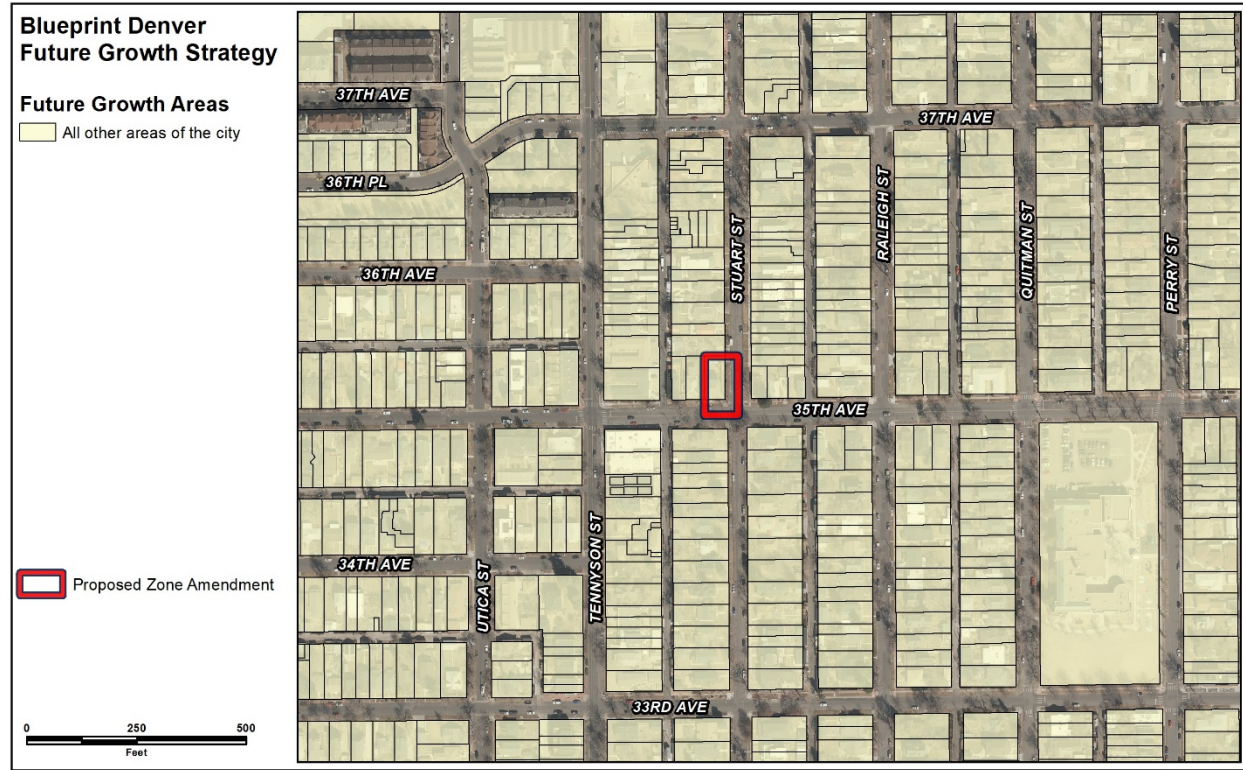 Blueprint Denver
Future Growth Strategy
Future Growth Areas
All other areas of the city
Proposed Zone Amendment
0 250 500
Feet
37TH AVE
37TH AVE
36TH PL
36TH AVE
STUART ST
RALEIGH ST
QUITMAN ST
PERRY ST
35TH AVE
34TH AVE
UTICA ST
TENNYSON ST
33RD AVE